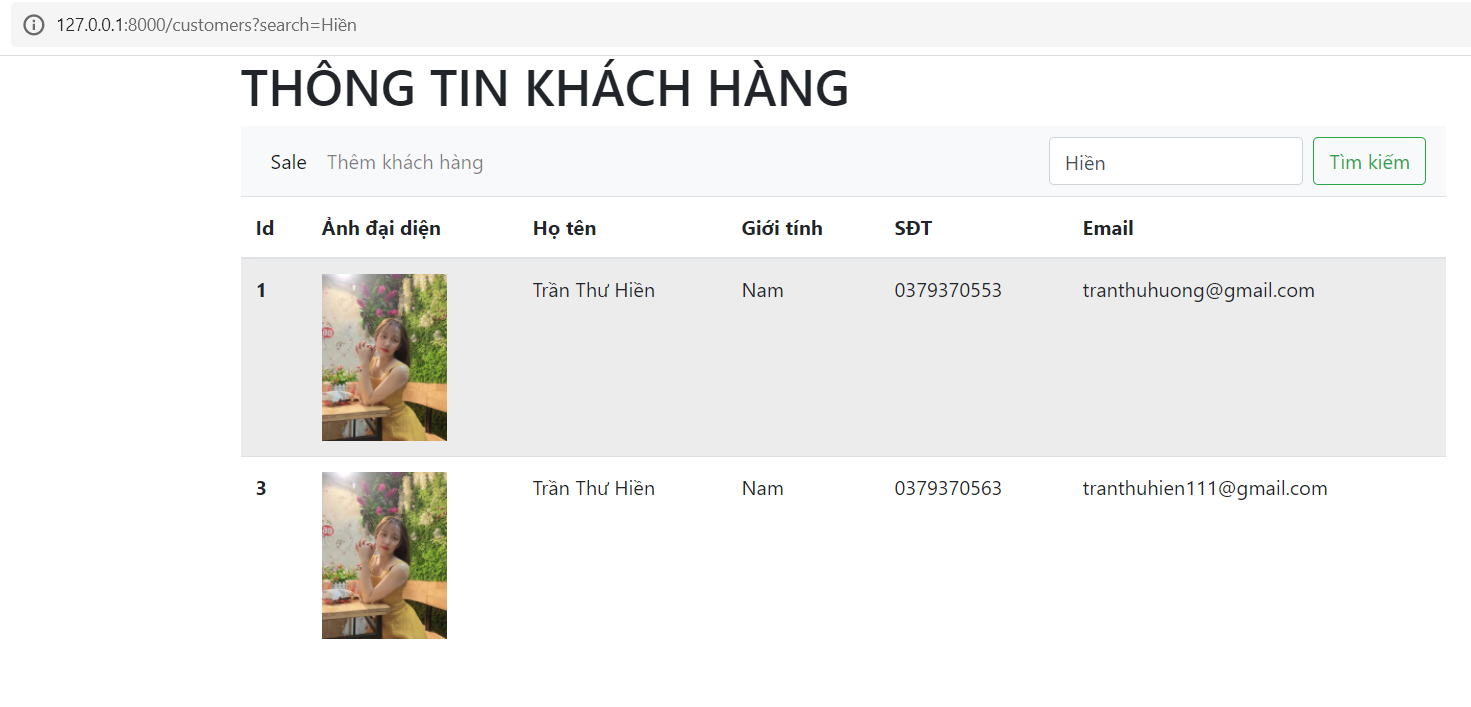 127.0.0.1:8000/customers?search=Hiền
THÔNG TIN KHÁCH HÀNG
Sale Thêm khách hàng Hiền Tìm kiếm
Id Ảnh đại diện Họ tên Giới tính SĐT Email
1 Trần Thư Hiền Nam 0379370553 tranthuhuong@gmail.com
3 Trần Thư Hiền Nam 0379370563 tranthuhien111@gmail.com